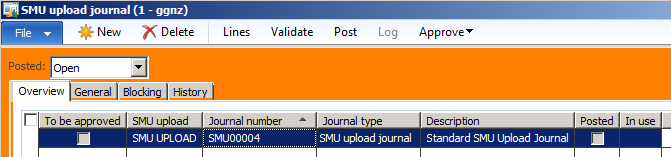 SMU upload journal (1 - ggnz)
File New Delete Lines Validate Post Log Approve
Posted: Open
Overview General Blocking History
To be approved SMU upload Journal number Journal type Description Posted In use
SMU UPLOAD SMU00004 SMU upload journal Standard SMU Upload Journal